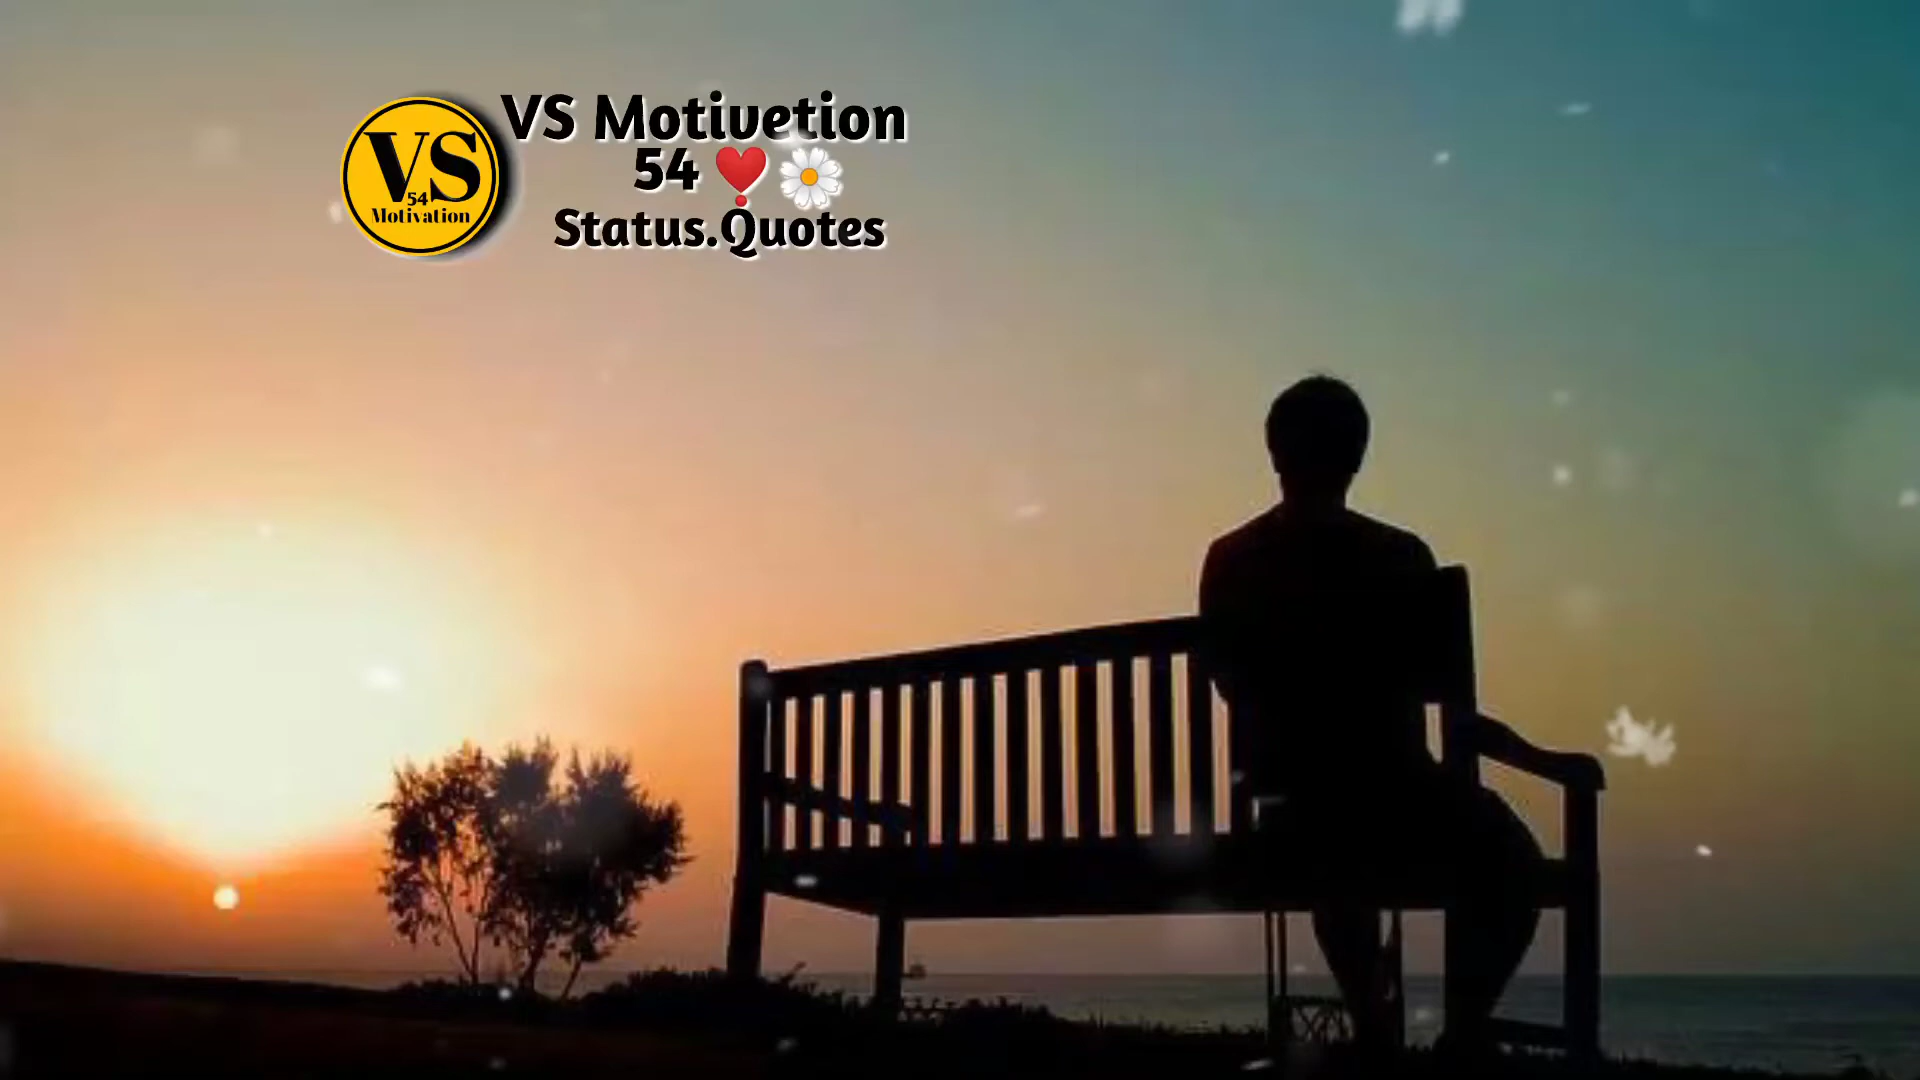 VS
54
Motivation
VS Motivetion
54 ❣️🌼
Status.Quotes